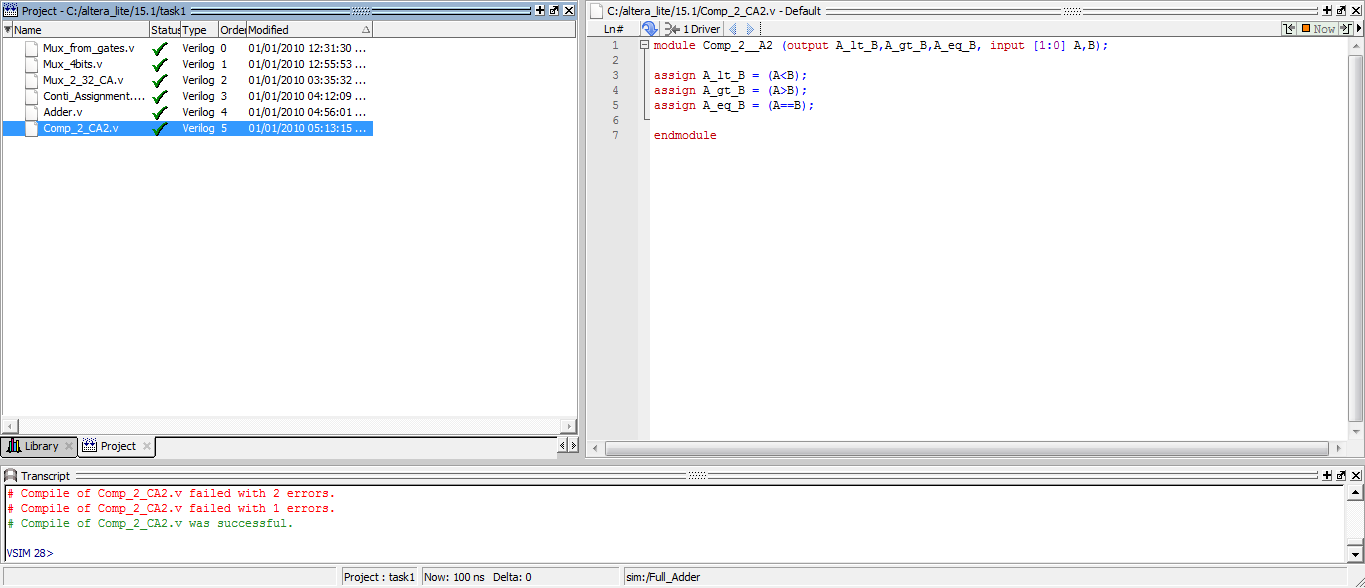 Project - C:/altera_lite/15.1/task1
Name Status Type Order Modified
Mux_from_gates.v Verilog 0 01/01/2010 12:31:30 ...
Mux_4bits.v Verilog 1 01/01/2010 12:55:53 ...
Mux_2_32_CA.v Verilog 2 01/01/2010 03:35:32 ...
Conti_Assignment.... Verilog 3 01/01/2010 04:12:09 ...
Adder.v Verilog 4 01/01/2010 04:56:01 ...
Comp_2_CA2.v Verilog 5 01/01/2010 05:13:15 ...
Library Project
C:/altera_lite/15.1/Comp_2_CA2.v - Default
Ln# 1 Driver Now
1 module Comp_2__A2 (output A_lt_B,A_gt_B,A_eq_B, input [1:0] A,B);
2
3 assign A_lt_B = (A<B);
4 assign A_gt_B = (A>B);
5 assign A_eq_B = (A==B);
6
7 endmodule
Transcript
# Compile of Comp_2_CA2.v failed with 2 errors.
# Compile of Comp_2_CA2.v failed with 1 errors.
# Compile of Comp_2_CA2.v was successful.
VSIM 28>
Project : task1 Now: 100 ns Delta: 0 sim:/Full_Adder